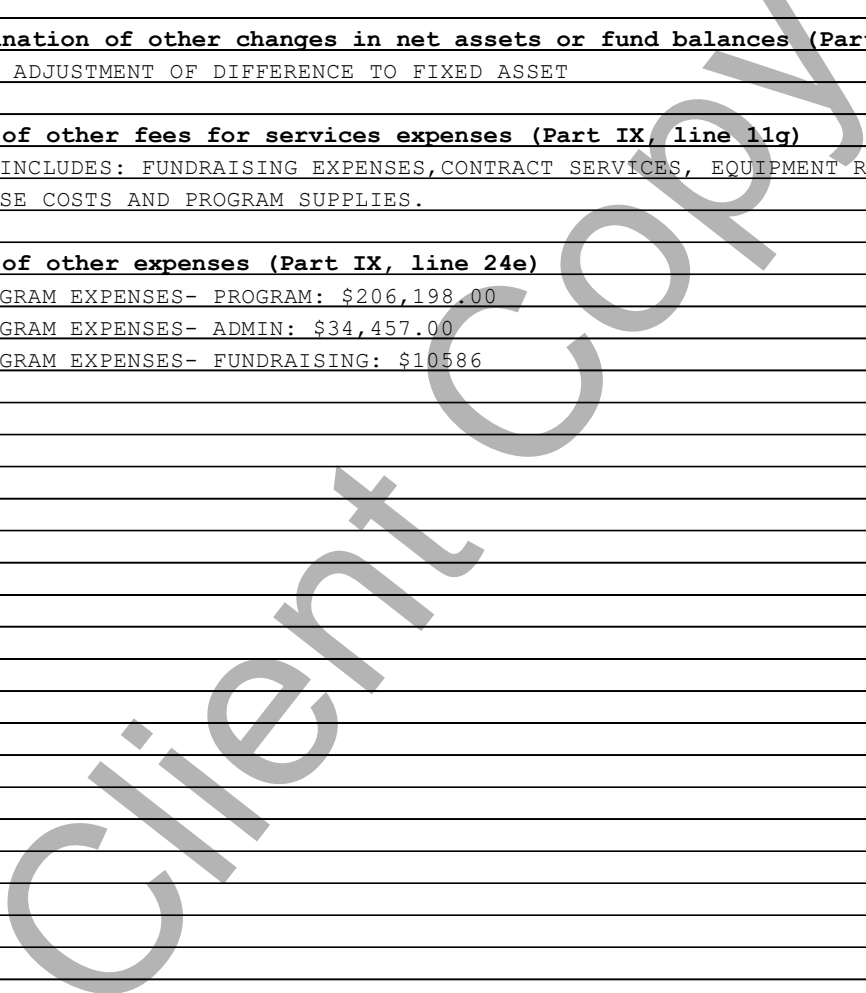 nation of other changes in net assets or fund balances (Part
ADJUSTMENT OF DIFFERENCE TO FIXED ASSET
of other fees for services expenses (Part IX, line 11g)
INCLUDES: FUNDRAISING EXPENSES,CONTRACT SERVICES, EQUIPMENT R
SE COSTS AND PROGRAM SUPPLIES.
of other expenses (Part IX, line 24e)
GRAM EXPENSES- PROGRAM: $206,198.00
GRAM EXPENSES- ADMIN: $34,457.00
GRAM EXPENSES- FUNDRAISING: $10586
Client Copy